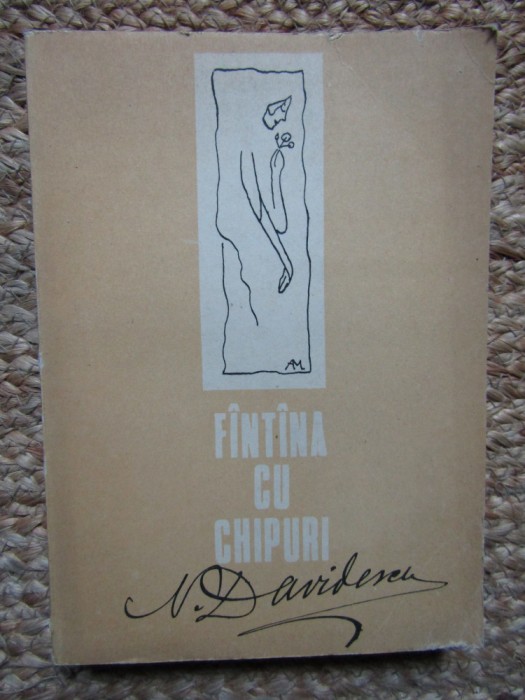 AM
FÎNTÎNA
CU
CHIPURI
N. Davidescu